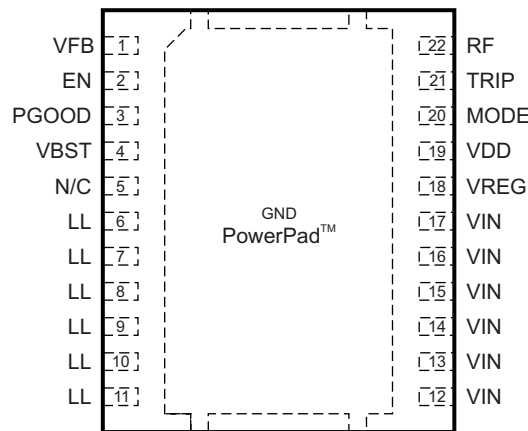 VFB 1 22 RF
EN 2 21 TRIP
PGOOD 3 20 MODE
VBST 4 19 VDD
N/C 5 18 VREG
LL 6 17 VIN
GND
PowerPad™
LL 7 16 VIN
LL 8 15 VIN
LL 9 14 VIN
LL 10 13 VIN
LL 11 12 VIN